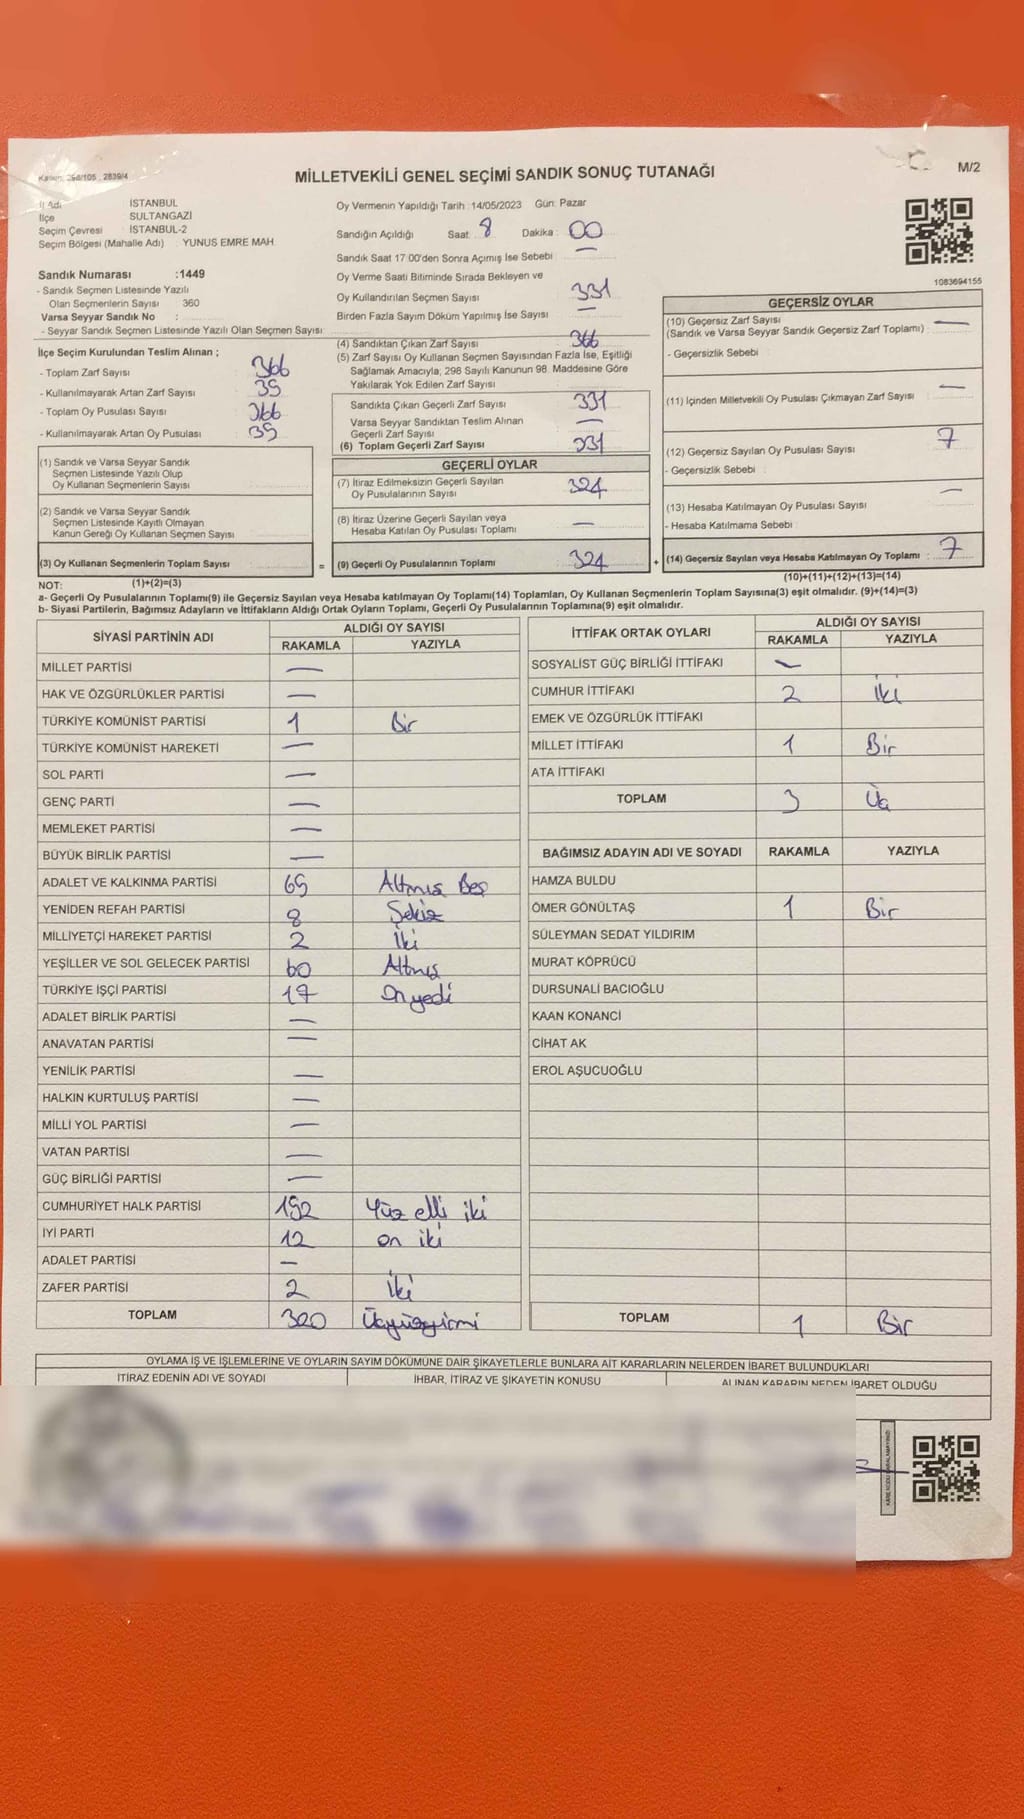 Kanun: 298/105 , 2839/4
MİLLETVEKİLİ GENEL SEÇİMİ SANDIK SONUÇ TUTANAĞI
M/2
İl Adı İSTANBUL
İlçe SULTANGAZİ
Seçim Çevresi : İSTANBUL-2
Seçim Bölgesi (Mahalle Adı) : YUNUS EMRE MAH.
Oy Vermenin Yapıldığı Tarih :14/05/2023 Gün: Pazar
Sandığın Açıldığı Saat: 8 Dakika: 00
Sandık Saat 17:00'den Sonra Açımış İse Sebebi : —
Oy Verme Saati Bitiminde Sırada Bekleyen ve
Oy Kullandırılan Seçmen Sayısı : 331
Birden Fazla Sayım Döküm Yapılmış İse Sayısı : —
1083694155
Sandık Numarası :1449
- Sandık Seçmen Listesinde Yazılı
Olan Seçmenlerin Sayısı : 360
Varsa Seyyar Sandık No :
- Seyyar Sandık Seçmen Listesinde Yazılı Olan Seçmen Sayısı :
İlçe Seçim Kurulundan Teslim Alınan ;
- Toplam Zarf Sayısı : 366
- Kullanılmayarak Artan Zarf Sayısı : 35
- Toplam Oy Pusulası Sayısı : 366
- Kullanılmayarak Artan Oy Pusulası : 35
(4) Sandıktan Çıkan Zarf Sayısı : 366
(5) Zarf Sayısı Oy Kullanan Seçmen Sayısından Fazla İse, Eşitliği
Sağlamak Amacıyla; 298 Sayılı Kanunun 98. Maddesine Göre
Yakılarak Yok Edilen Zarf Sayısı :
Sandıkta Çıkan Geçerli Zarf Sayısı : 331
Varsa Seyyar Sandıktan Teslim Alınan
Geçerli Zarf Sayısı : —
(6) Toplam Geçerli Zarf Sayısı : 331
GEÇERSİZ OYLAR
(10) Geçersiz Zarf Sayısı : —
(Sandık ve Varsa Seyyar Sandık Geçersiz Zarf Toplamı)
- Geçersizlik Sebebi :
(11) İçinden Milletvekili Oy Pusulası Çıkmayan Zarf Sayısı : —
(12) Geçersiz Sayılan Oy Pusulası Sayısı : 7
- Geçersizlik Sebebi :
(13) Hesaba Katılmayan Oy Pusulası Sayısı : —
- Hesaba Katılmama Sebebi :
(1) Sandık ve Varsa Seyyar Sandık
Seçmen Listesinde Yazılı Olup
Oy Kullanan Seçmenlerin Sayısı :
(2) Sandık ve Varsa Seyyar Sandık
Seçmen Listesinde Kayıtlı Olmayan
Kanun Gereği Oy Kullanan Seçmen Sayısı :
GEÇERLİ OYLAR
(7) İtiraz Edilmeksizin Geçerli Sayılan
Oy Pusulalarının Sayısı : 324
(8) İtiraz Üzerine Geçerli Sayılan veya
Hesaba Katılan Oy Pusulası Toplamı : —
(3) Oy Kullanan Seçmenlerin Toplam Sayısı : = (9) Geçerli Oy Pusulalarının Toplamı : 324 + (14) Geçersiz Sayılan veya Hesaba Katılmayan Oy Toplamı : 7
NOT: (1)+(2)=(3) (10)+(11)+(12)+(13)=(14)
a- Geçerli Oy Pusulalarının Toplamı(9) ile Geçersiz Sayılan veya Hesaba katılmayan Oy Toplamı(14) Toplamları, Oy Kullanan Seçmenlerin Toplam Sayısına(3) eşit olmalıdır. (9)+(14)=(3)
b- Siyasi Partilerin, Bağımsız Adayların ve İttifakların Aldığı Ortak Oyların Toplamı, Geçerli Oy Pusulalarının Toplamına(9) eşit olmalıdır.
SİYASİ PARTİNİN ADI ALDIĞI OY SAYISI
RAKAMLA YAZIYLA
MİLLET PARTİSİ —
HAK VE ÖZGÜRLÜKLER PARTİSİ —
TÜRKİYE KOMÜNİST PARTİSİ 1 Bir
TÜRKİYE KOMÜNİST HAREKETİ —
SOL PARTİ —
GENÇ PARTİ —
MEMLEKET PARTİSİ —
BÜYÜK BİRLİK PARTİSİ —
ADALET VE KALKINMA PARTİSİ 65 Altmış Beş
YENİDEN REFAH PARTİSİ 8 Sekiz
MİLLİYETÇİ HAREKET PARTİSİ 2 İki
YEŞİLLER VE SOL GELECEK PARTİSİ 60 Altmış
TÜRKİYE İŞÇİ PARTİSİ 17 Onyedi
ADALET BİRLİK PARTİSİ —
ANAVATAN PARTİSİ —
YENİLİK PARTİSİ —
HALKIN KURTULUŞ PARTİSİ —
MİLLİ YOL PARTİSİ —
VATAN PARTİSİ —
GÜÇ BİRLİĞİ PARTİSİ —
CUMHURİYET HALK PARTİSİ 152 Yüz elli iki
İYİ PARTİ 12 on iki
ADALET PARTİSİ —
ZAFER PARTİSİ 2 İki
TOPLAM 320 Üçyüzyirmi
İTTİFAK ORTAK OYLARI ALDIĞI OY SAYISI
RAKAMLA YAZIYLA
SOSYALİST GÜÇ BİRLİĞİ İTTİFAKI —
CUMHUR İTTİFAKI 2 İki
EMEK VE ÖZGÜRLÜK İTTİFAKI
MİLLET İTTİFAKI 1 Bir
ATA İTTİFAKI
TOPLAM 3 Üç
BAĞIMSIZ ADAYIN ADI VE SOYADI RAKAMLA YAZIYLA
HAMZA BULDU
ÖMER GÖNÜLTAŞ 1 Bir
SÜLEYMAN SEDAT YILDIRIM
MURAT KÖPRÜCÜ
DURSUNALİ BACIOĞLU
KAAN KONANCİ
CİHAT AK
EROL AŞUCUOĞLU
TOPLAM 1 Bir
OYLAMA İŞ VE İŞLEMLERİNE VE OYLARIN SAYIM DÖKÜMÜNE DAİR ŞİKAYETLERLE BUNLARA AİT KARARLARIN NELERDEN İBARET BULUNDUKLARI
İTİRAZ EDENİN ADI VE SOYADI İHBAR, İTİRAZ VE ŞİKAYETİN KONUSU ALINAN KARARIN NEDEN İBARET OLDUĞU